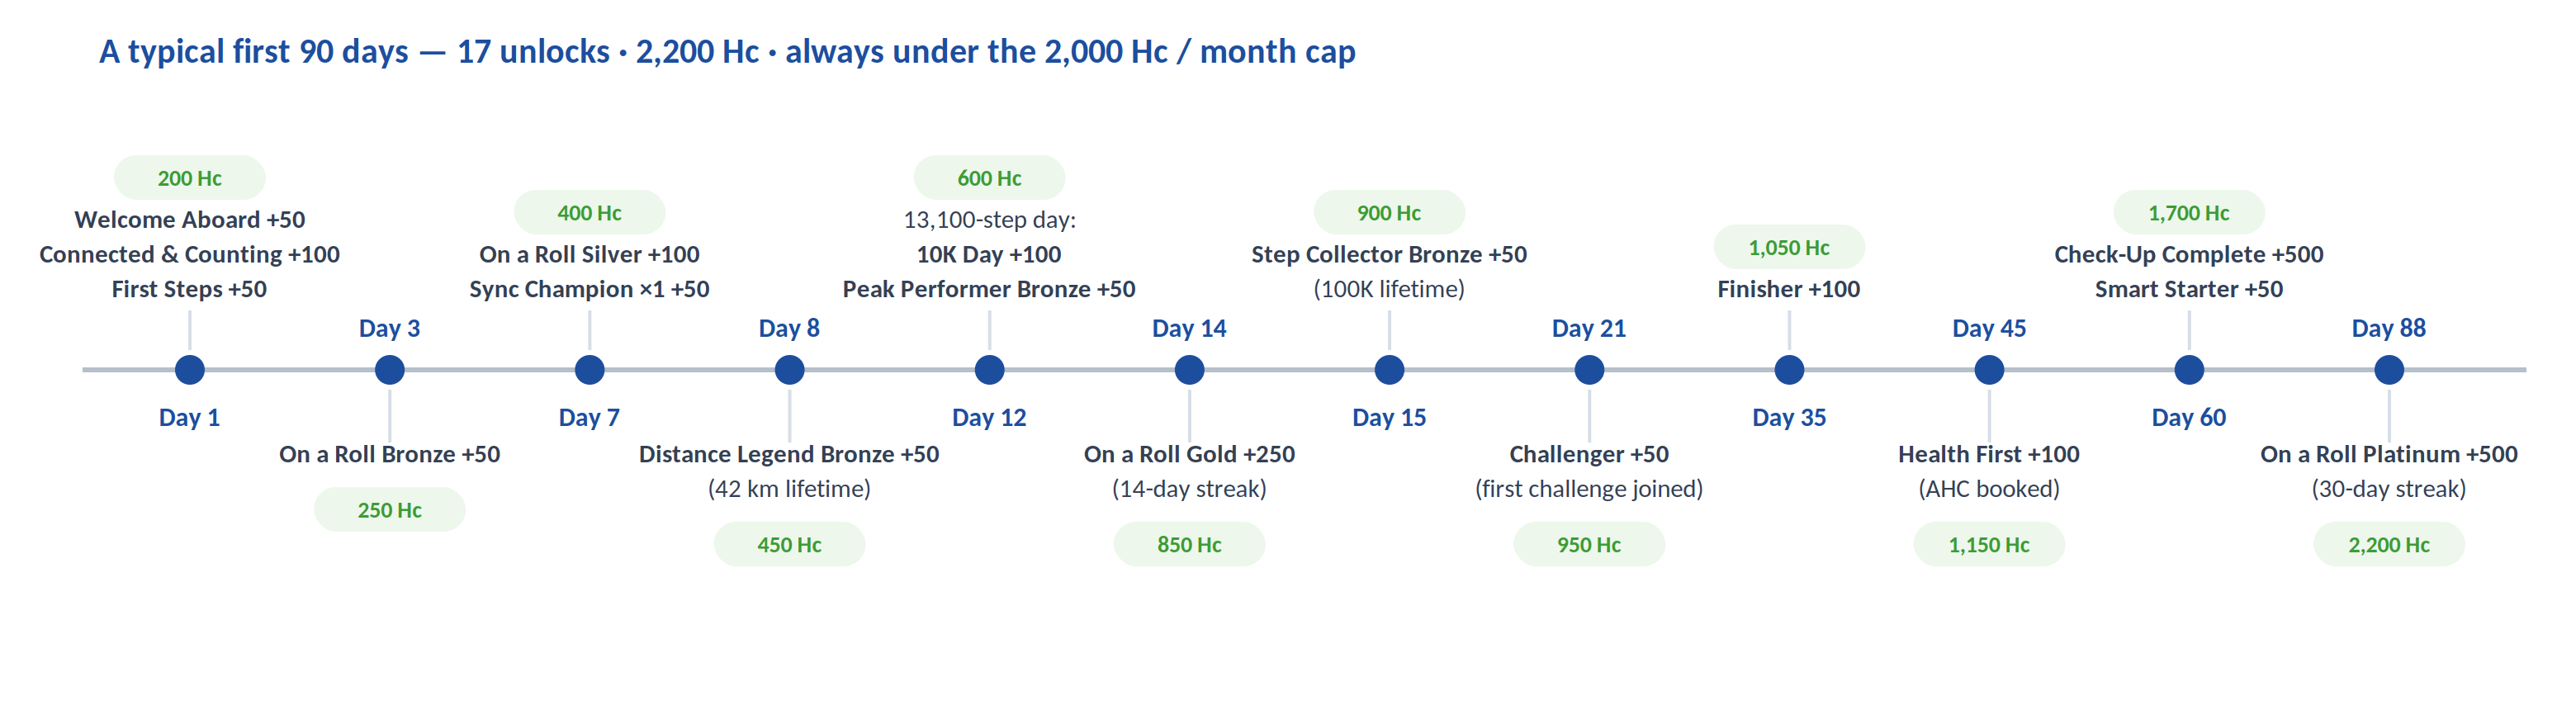 A typical first 90 days — 17 unlocks · 2,200 Hc · always under the 2,000 Hc / month cap
200 Hc
Welcome Aboard +50
Connected & Counting +100
First Steps +50
Day 1
Day 3
On a Roll Bronze +50
250 Hc
400 Hc
On a Roll Silver +100
Sync Champion ×1 +50
Day 7
Day 8
Distance Legend Bronze +50
(42 km lifetime)
450 Hc
600 Hc
13,100-step day:
10K Day +100
Peak Performer Bronze +50
Day 12
Day 14
On a Roll Gold +250
(14-day streak)
850 Hc
900 Hc
Step Collector Bronze +50
(100K lifetime)
Day 15
Day 21
Challenger +50
(first challenge joined)
950 Hc
1,050 Hc
Finisher +100
Day 35
Day 45
Health First +100
(AHC booked)
1,150 Hc
1,700 Hc
Check-Up Complete +500
Smart Starter +50
Day 60
Day 88
On a Roll Platinum +500
(30-day streak)
2,200 Hc